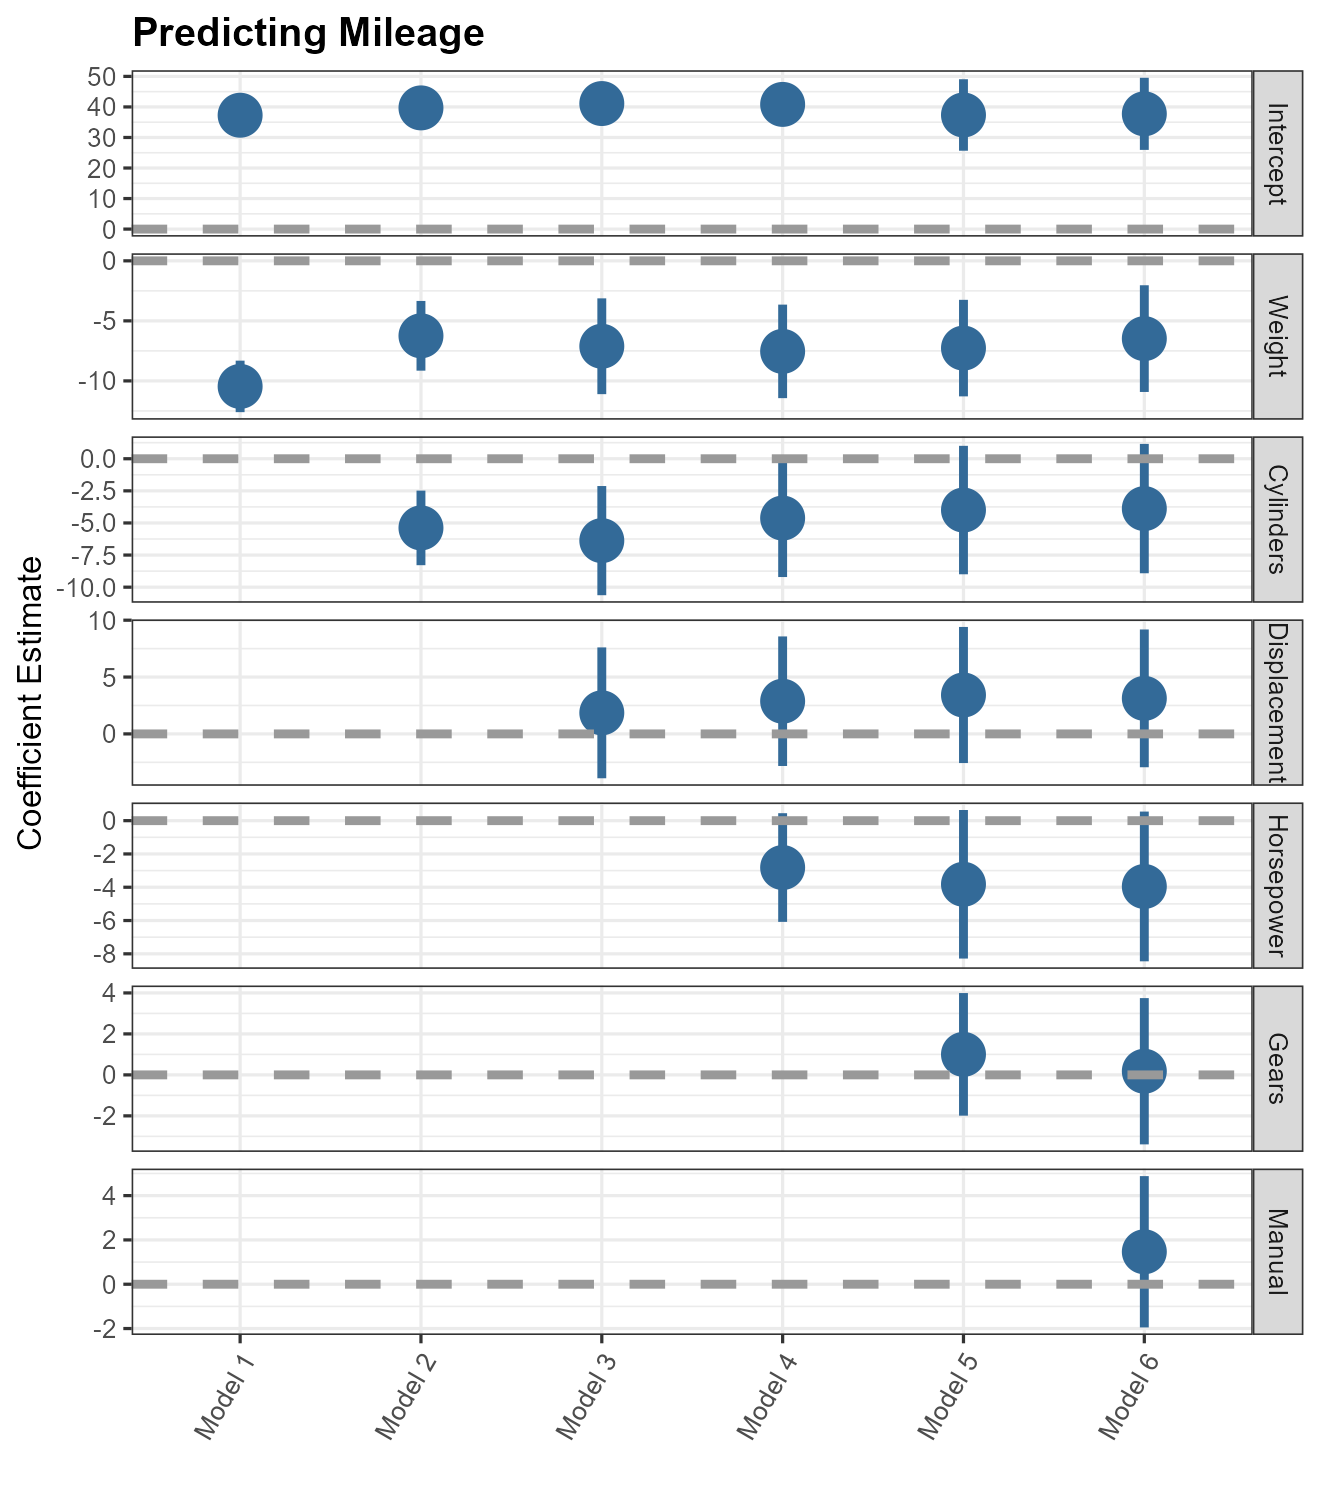 Predicting Mileage
Coefficient Estimate
50
40
30
20
10
0
Intercept
0
-5
-10
Weight
0.0
-2.5
-5.0
-7.5
-10.0
Cylinders
10
5
0
Displacement
0
-2
-4
-6
-8
Horsepower
4
2
0
-2
Gears
4
2
0
-2
Manual
Model 1
Model 2
Model 3
Model 4
Model 5
Model 6